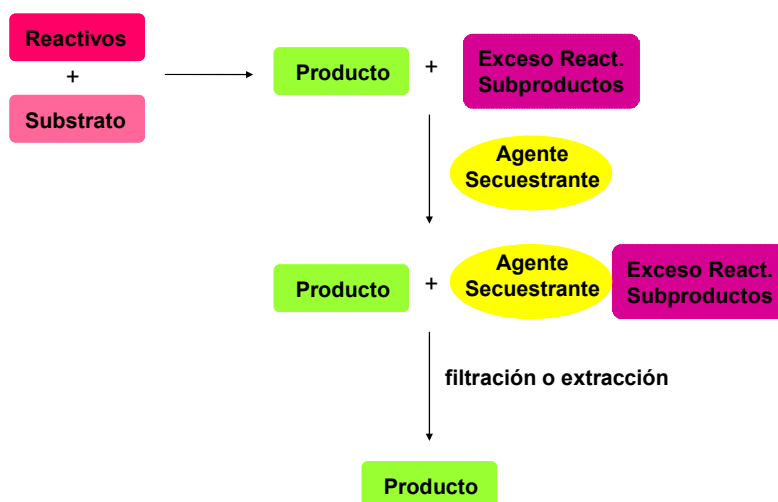 Reactivos
+
Substrato
Producto
+
Exceso React.
Subproductos
Agente
Secuestrante
Producto
+
Agente
Secuestrante
Exceso React.
Subproductos
filtración o extracción
Producto